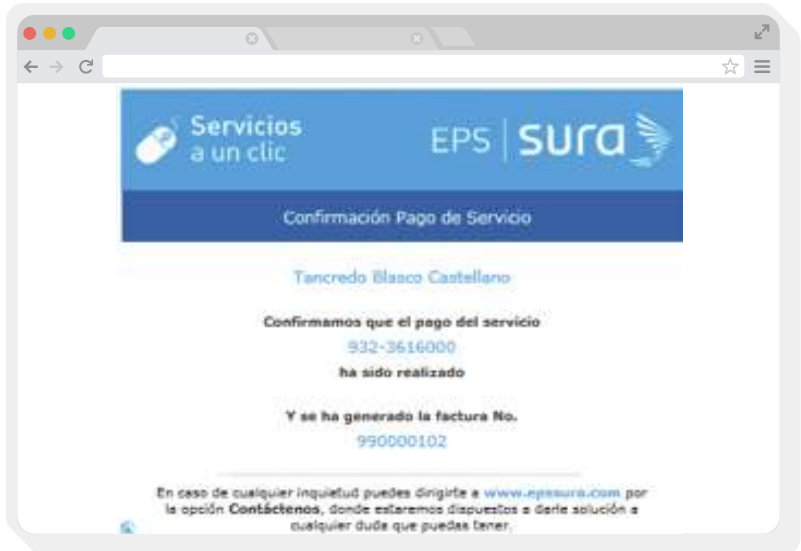 Servicios
a un clic
EPS | sura
Confirmación Pago de Servicio
Tancredo Blasco Castellano
Confirmamos que el pago del servicio
932-3616000
ha sido realizado
Y se ha generado la factura No.
990000102
En caso de cualquier inquietud puedes dirigirte a www.epssura.com por
la opción Contáctenos, donde estaremos dispuestos a darle solución a
cualquier duda que puedas tener.